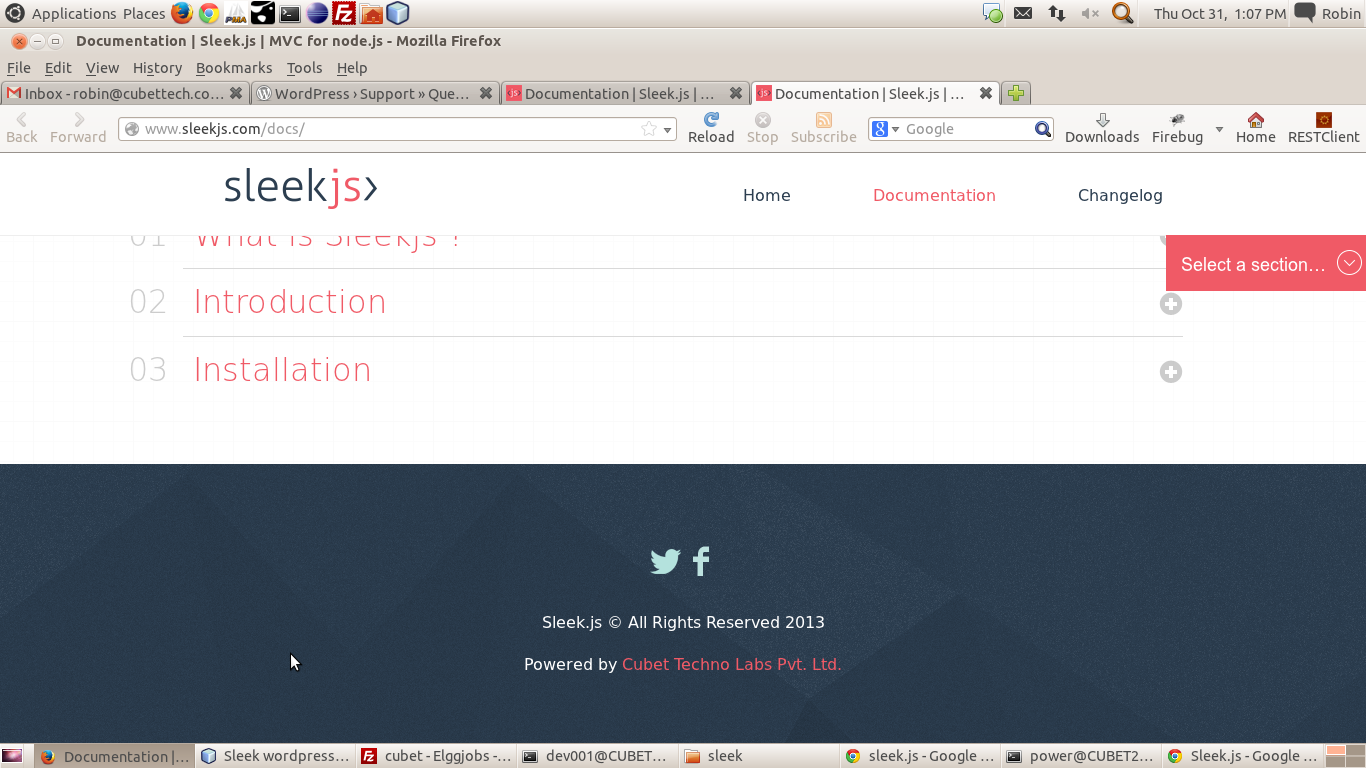 Applications Places
Thu Oct 31, 1:07 PM Robin
Documentation | Sleek.js | MVC for node.js - Mozilla Firefox
File Edit View History Bookmarks Tools Help
Inbox - robin@cubettech.co... WordPress › Support » Que... Documentation | Sleek.js | ... Documentation | Sleek.js | ...
Back Forward www.sleekjs.com/docs/ Reload Stop Subscribe Google Downloads Firebug Home RESTClient
sleekjs›
Home Documentation Changelog
01 What is Sleekjs ?
Select a section...
02 Introduction
03 Installation
Sleek.js © All Rights Reserved 2013
Powered by Cubet Techno Labs Pvt. Ltd.
Documentation |... Sleek wordpress... cubet - Elggjobs -... dev001@CUBET... sleek sleek.js - Google ... power@CUBET2... Sleek.js - Google ...